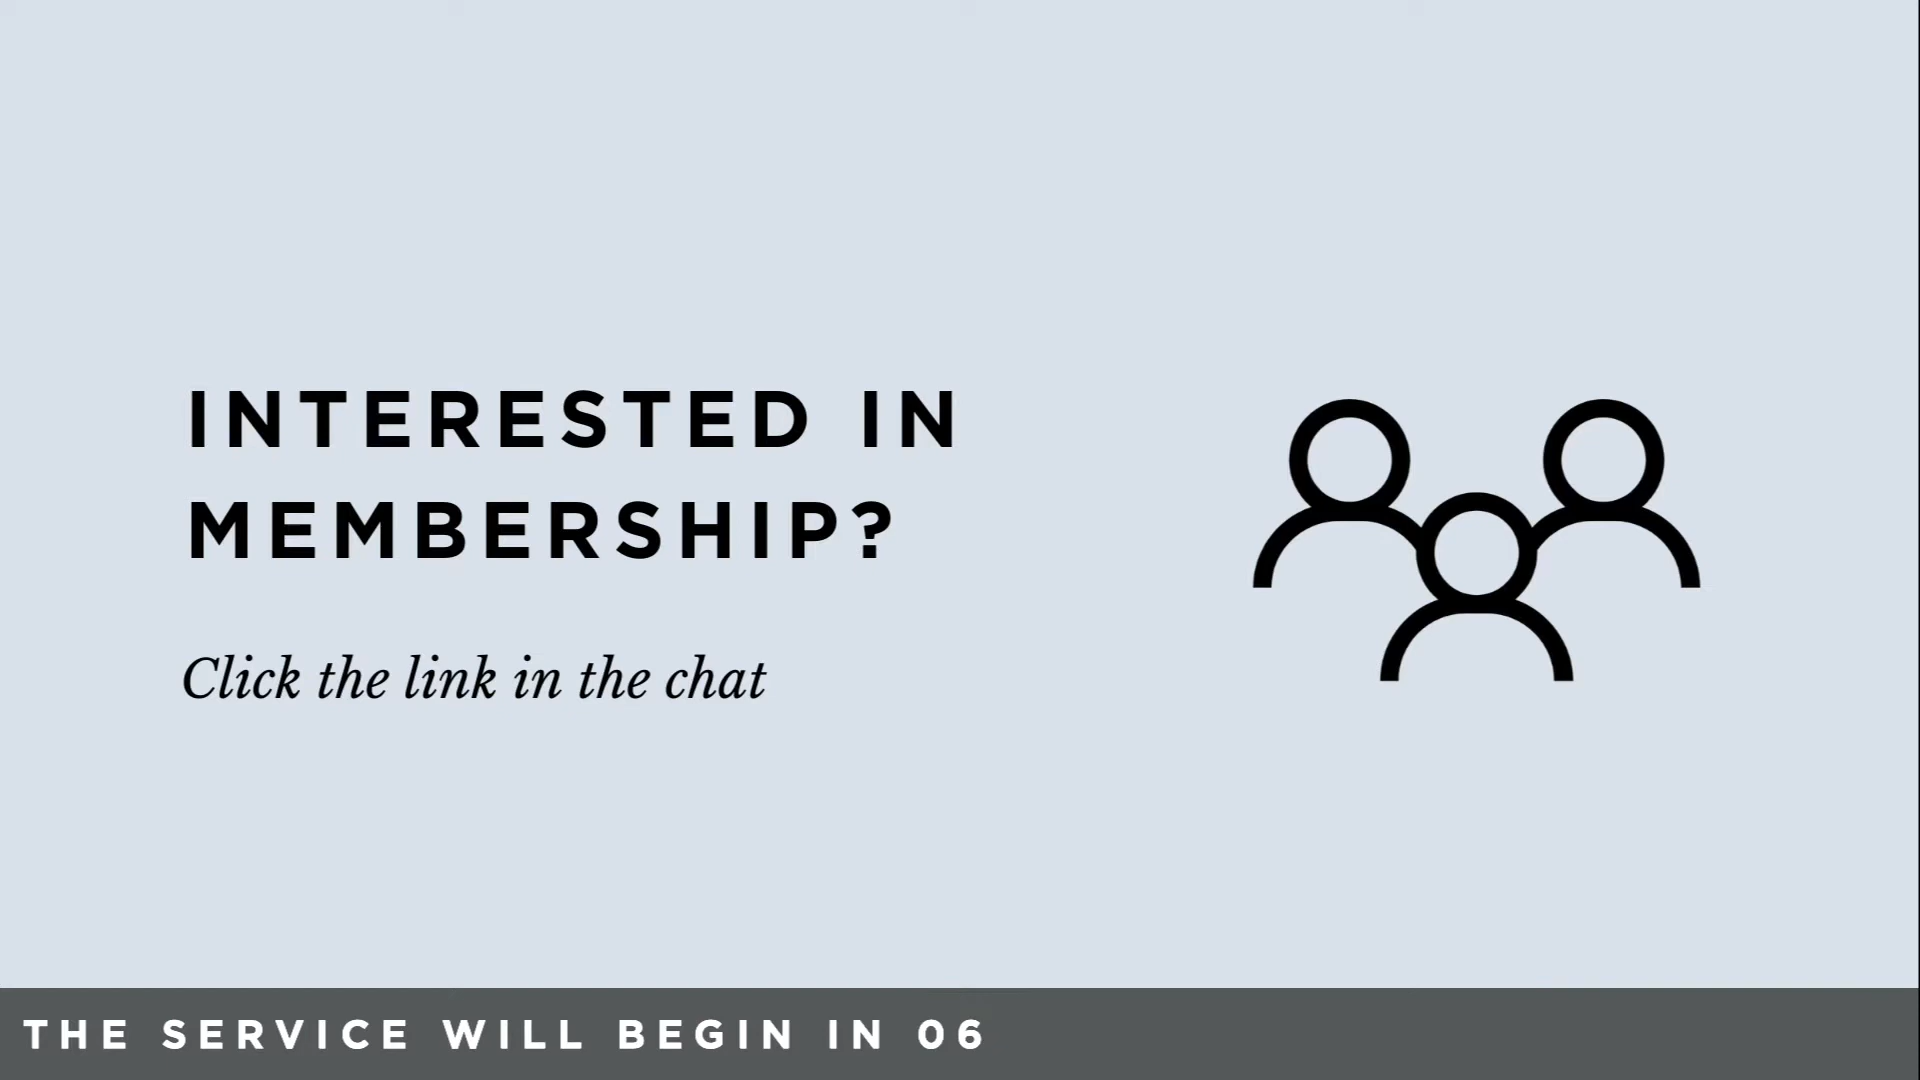 INTERESTED IN
MEMBERSHIP?
Click the link in the chat
THE SERVICE WILL BEGIN IN 06